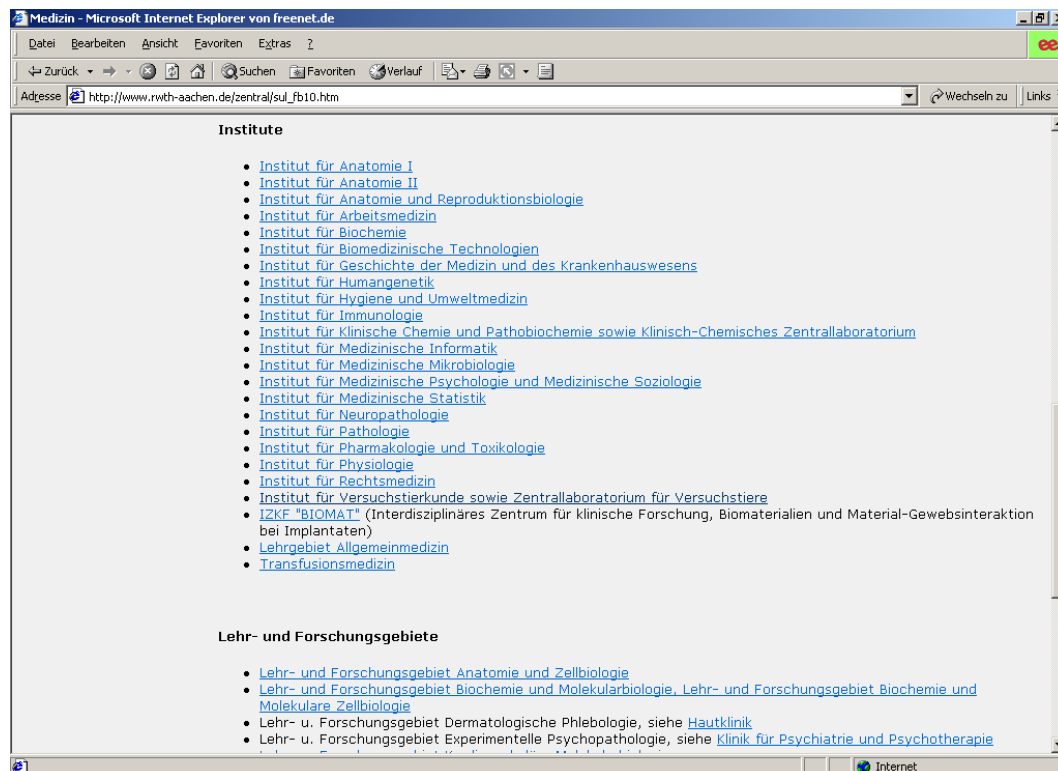 Medizin - Microsoft Internet Explorer von freenet.de
Datei Bearbeiten Ansicht Favoriten Extras ?
Zurück Suchen Favoriten Verlauf
Adresse http://www.rwth-aachen.de/zentral/sul_fb10.htm Wechseln zu Links
Institute
Institut für Anatomie I
Institut für Anatomie II
Institut für Anatomie und Reproduktionsbiologie
Institut für Arbeitsmedizin
Institut für Biochemie
Institut für Biomedizinische Technologien
Institut für Geschichte der Medizin und des Krankenhauswesens
Institut für Humangenetik
Institut für Hygiene und Umweltmedizin
Institut für Immunologie
Institut für Klinische Chemie und Pathobiochemie sowie Klinisch-Chemisches Zentrallaboratorium
Institut für Medizinische Informatik
Institut für Medizinische Mikrobiologie
Institut für Medizinische Psychologie und Medizinische Soziologie
Institut für Medizinische Statistik
Institut für Neuropathologie
Institut für Pathologie
Institut für Pharmakologie und Toxikologie
Institut für Physiologie
Institut für Rechtsmedizin
Institut für Versuchstierkunde sowie Zentrallaboratorium für Versuchstiere
IZKF "BIOMAT" (Interdisziplinäres Zentrum für klinische Forschung, Biomaterialien und Material-Gewebsinteraktion
bei Implantaten)
Lehrgebiet Allgemeinmedizin
Transfusionsmedizin
Lehr- und Forschungsgebiete
Lehr- und Forschungsgebiet Anatomie und Zellbiologie
Lehr- und Forschungsgebiet Biochemie und Molekularbiologie, Lehr- und Forschungsgebiet Biochemie und
Molekulare Zellbiologie
Lehr- u. Forschungsgebiet Dermatologische Phlebologie, siehe Hautklinik
Lehr- u. Forschungsgebiet Experimentelle Psychopathologie, siehe Klinik für Psychiatrie und Psychotherapie
Internet